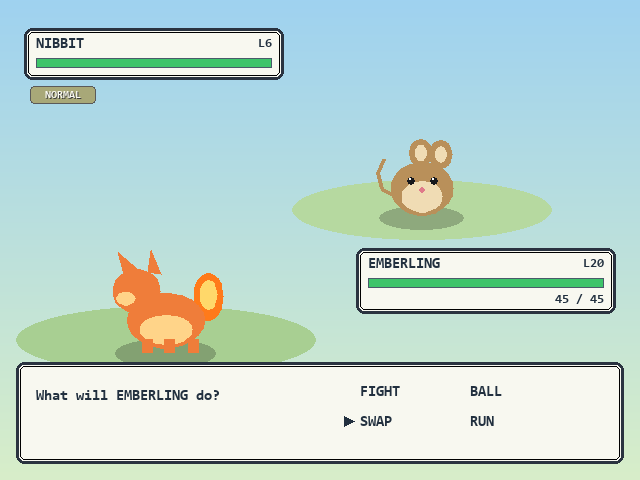 NIBBIT L6
NORMAL
EMBERLING L20
45 / 45
What will EMBERLING do?
FIGHT BALL
▶SWAP RUN